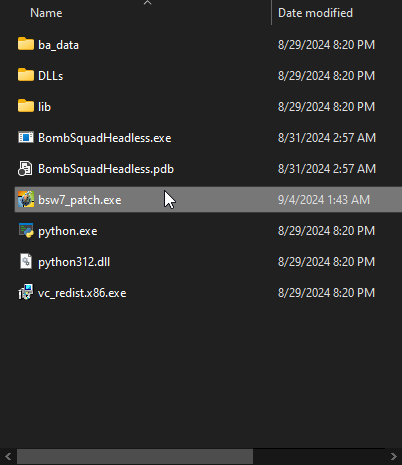 Name Date modified
ba_data 8/29/2024 8:20 PM
DLLs 8/29/2024 8:20 PM
lib 8/29/2024 8:20 PM
BombSquadHeadless.exe 8/31/2024 2:57 AM
BombSquadHeadless.pdb 8/31/2024 2:57 AM
bsw7_patch.exe 9/4/2024 1:43 AM
python.exe 8/29/2024 8:20 PM
python312.dll 8/29/2024 8:20 PM
vc_redist.x86.exe 8/29/2024 8:20 PM